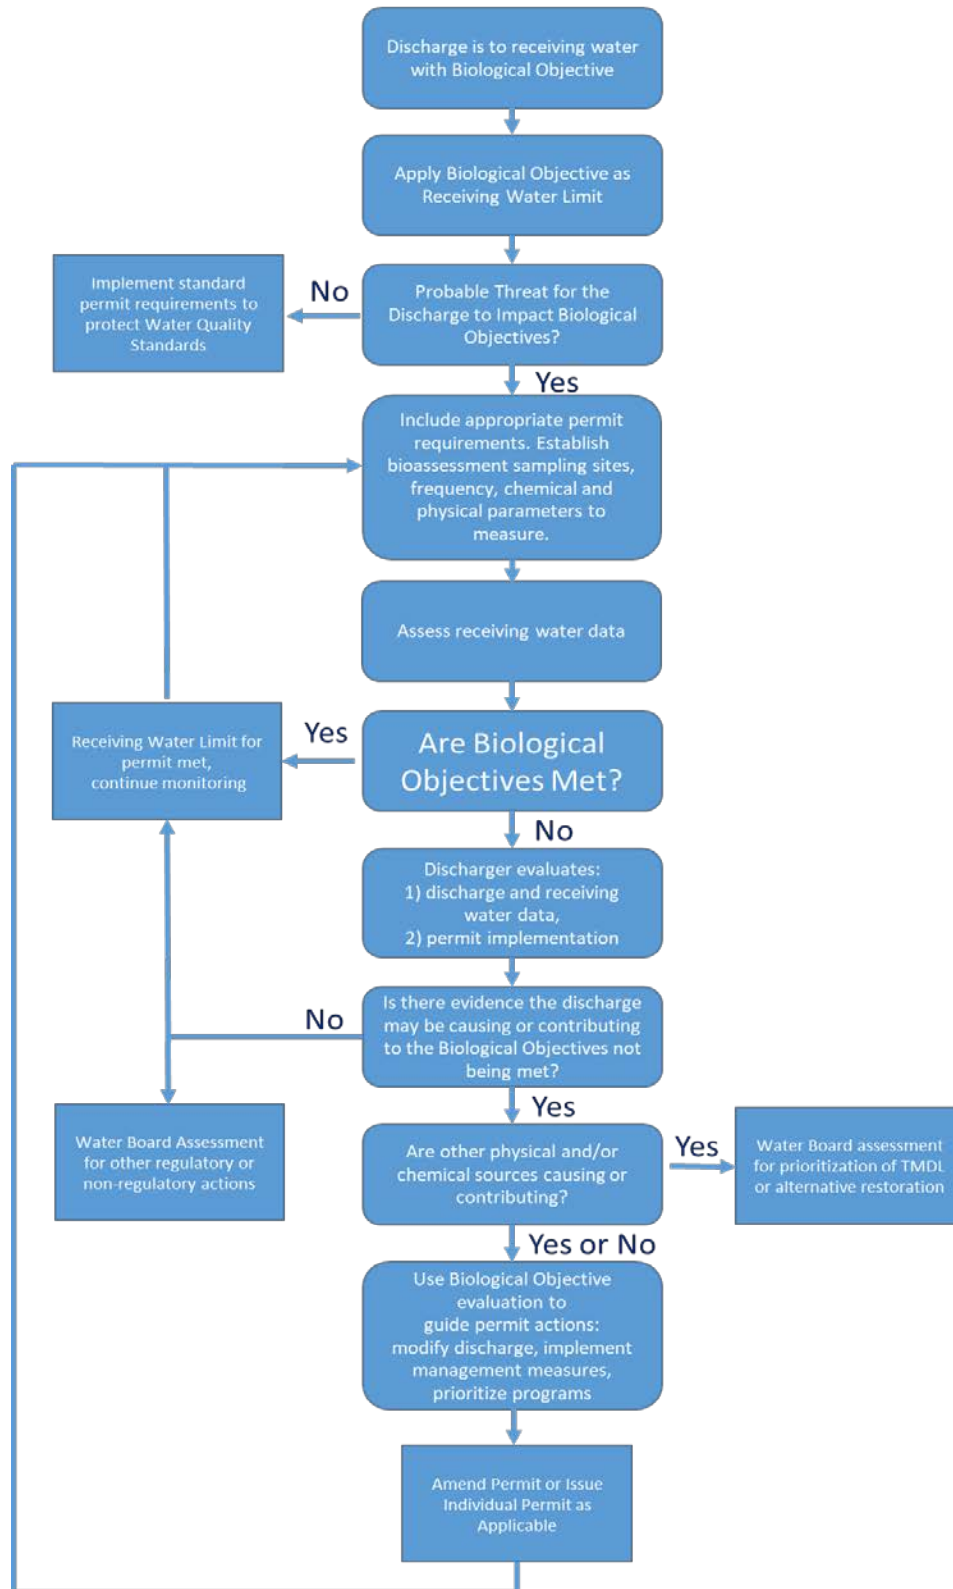 Discharge is to receiving water
with Biological Objective
Apply Biological Objective as
Receiving Water Limit
Implement standard
permit requirements to
protect Water Quality
Standards
No
Probable Threat for the
Discharge to Impact Biological
Objectives?
Yes
Include appropriate permit
requirements. Establish
bioassessment sampling sites,
frequency, chemical and
physical parameters to
measure.
Assess receiving water data
Receiving Water Limit for
permit met,
continue monitoring
Yes
Are Biological
Objectives Met?
No
Discharger evaluates:
1) discharge and receiving
water data,
2) permit implementation
No
Is there evidence the discharge
may be causing or contributing
to the Biological Objectives not
being met?
Yes
Water Board Assessment
for other regulatory or
non-regulatory actions
Are other physical and/or
chemical sources causing or
contributing?
Yes
Water Board assessment
for prioritization of TMDL
or alternative restoration
Yes or No
Use Biological Objective
evaluation to
guide permit actions:
modify discharge, implement
management measures,
prioritize programs
Amend Permit or Issue
Individual Permit as
Applicable